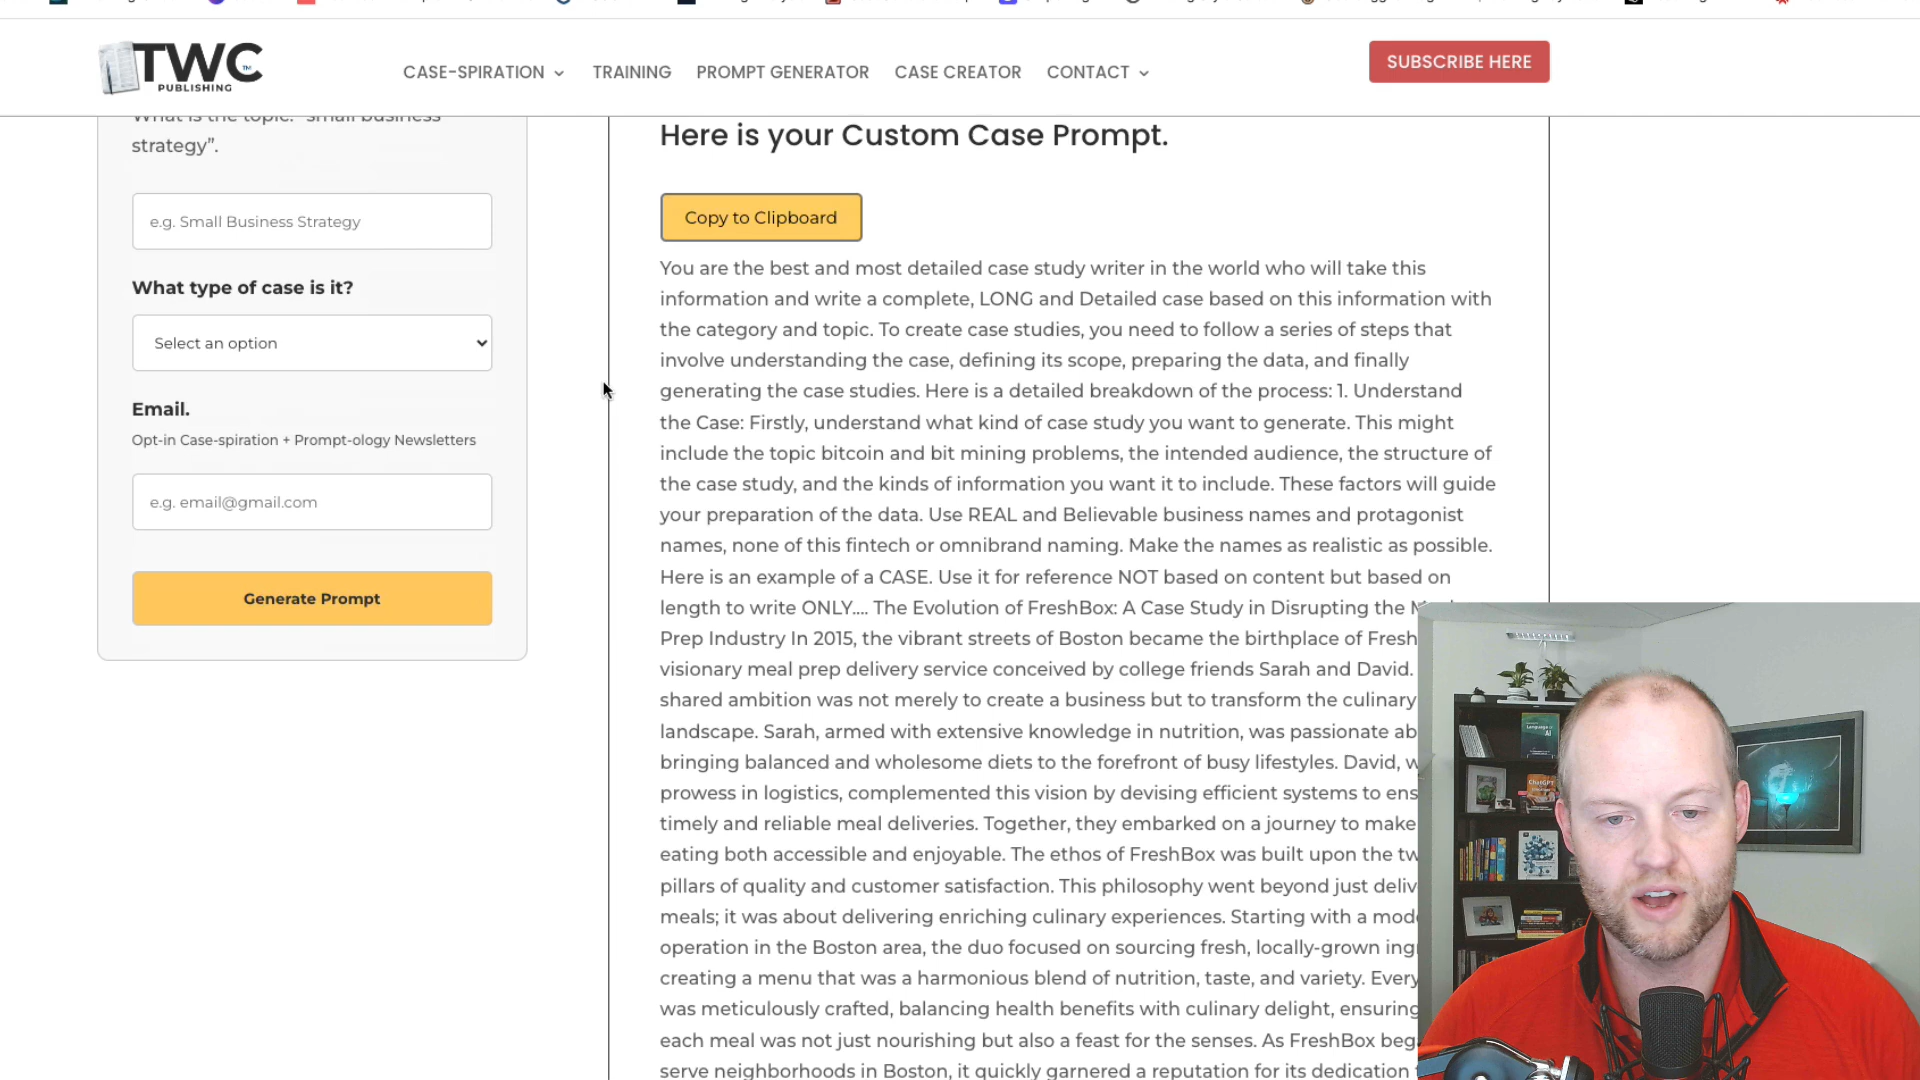 TWC
TM
PUBLISHING
CASE-SPIRATION
TRAINING
PROMPT GENERATOR
CASE CREATOR
CONTACT
SUBSCRIBE HERE
What is the topic. "small business
strategy".
e.g. Small Business Strategy
What type of case is it?
Select an option
Email.
Opt-in Case-spiration + Prompt-ology Newsletters
e.g. email@gmail.com
Generate Prompt
Here is your Custom Case Prompt.
Copy to Clipboard
You are the best and most detailed case study writer in the world who will take this
information and write a complete, LONG and Detailed case based on this information with
the category and topic. To create case studies, you need to follow a series of steps that
involve understanding the case, defining its scope, preparing the data, and finally
generating the case studies. Here is a detailed breakdown of the process: 1. Understand
the Case: Firstly, understand what kind of case study you want to generate. This might
include the topic bitcoin and bit mining problems, the intended audience, the structure of
the case study, and the kinds of information you want it to include. These factors will guide
your preparation of the data. Use REAL and Believable business names and protagonist
names, none of this fintech or omnibrand naming. Make the names as realistic as possible.
Here is an example of a CASE. Use it for reference NOT based on content but based on
length to write ONLY.... The Evolution of FreshBox: A Case Study in Disrupting the
Prep Industry In 2015, the vibrant streets of Boston became the birthplace of Fresh
visionary meal prep delivery service conceived by college friends Sarah and David.
shared ambition was not merely to create a business but to transform the culinary
landscape. Sarah, armed with extensive knowledge in nutrition, was passionate ab
bringing balanced and wholesome diets to the forefront of busy lifestyles. David, w
prowess in logistics, complemented this vision by devising efficient systems to ens
timely and reliable meal deliveries. Together, they embarked on a journey to make
eating both accessible and enjoyable. The ethos of FreshBox was built upon the tw
pillars of quality and customer satisfaction. This philosophy went beyond just deliv
meals; it was about delivering enriching culinary experiences. Starting with a mod
operation in the Boston area, the duo focused on sourcing fresh, locally-grown ing
creating a menu that was a harmonious blend of nutrition, taste, and variety. Every
was meticulously crafted, balancing health benefits with culinary delight, ensuring
each meal was not just nourishing but also a feast for the senses. As FreshBox beg
serve neighborhoods in Boston, it quickly garnered a reputation for its dedication
Language of
AI
ChatGPT